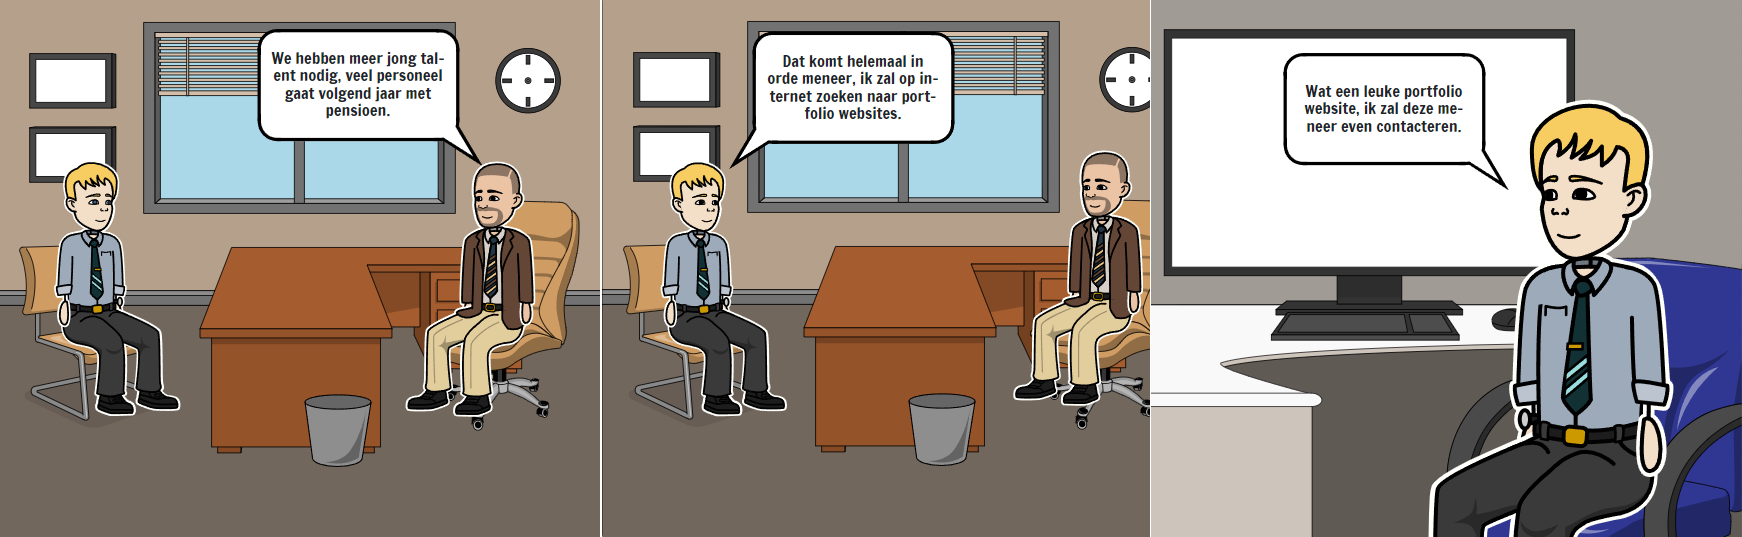 We hebben meer jong tal-
ent nodig, veel personeel
gaat volgend jaar met
pensioen.
Dat komt helemaal in
orde meneer, ik zal op in-
ternet zoeken naar port-
folio websites.
Wat een leuke portfolio
website, ik zal deze me-
neer even contacteren.